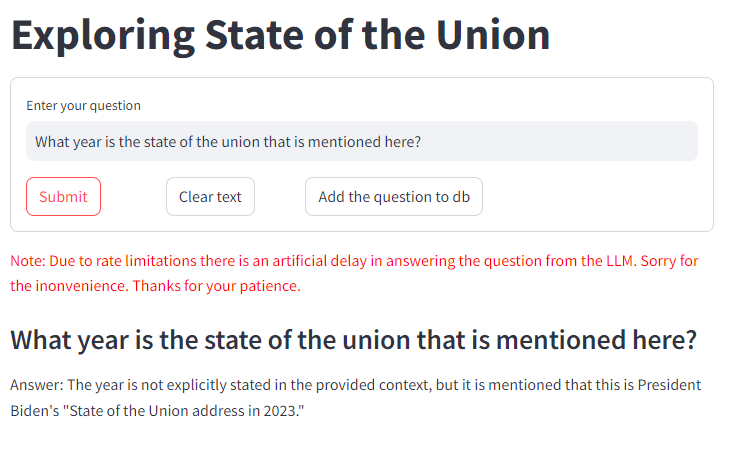 Exploring State of the Union
Enter your question
What year is the state of the union that is mentioned here?
Submit
Clear text
Add the question to db
Note: Due to rate limitations there is an artificial delay in answering the question from the LLM. Sorry for
the inonvenience. Thanks for your patience.
What year is the state of the union that is mentioned here?
Answer: The year is not explicitly stated in the provided context, but it is mentioned that this is President
Biden's "State of the Union address in 2023."